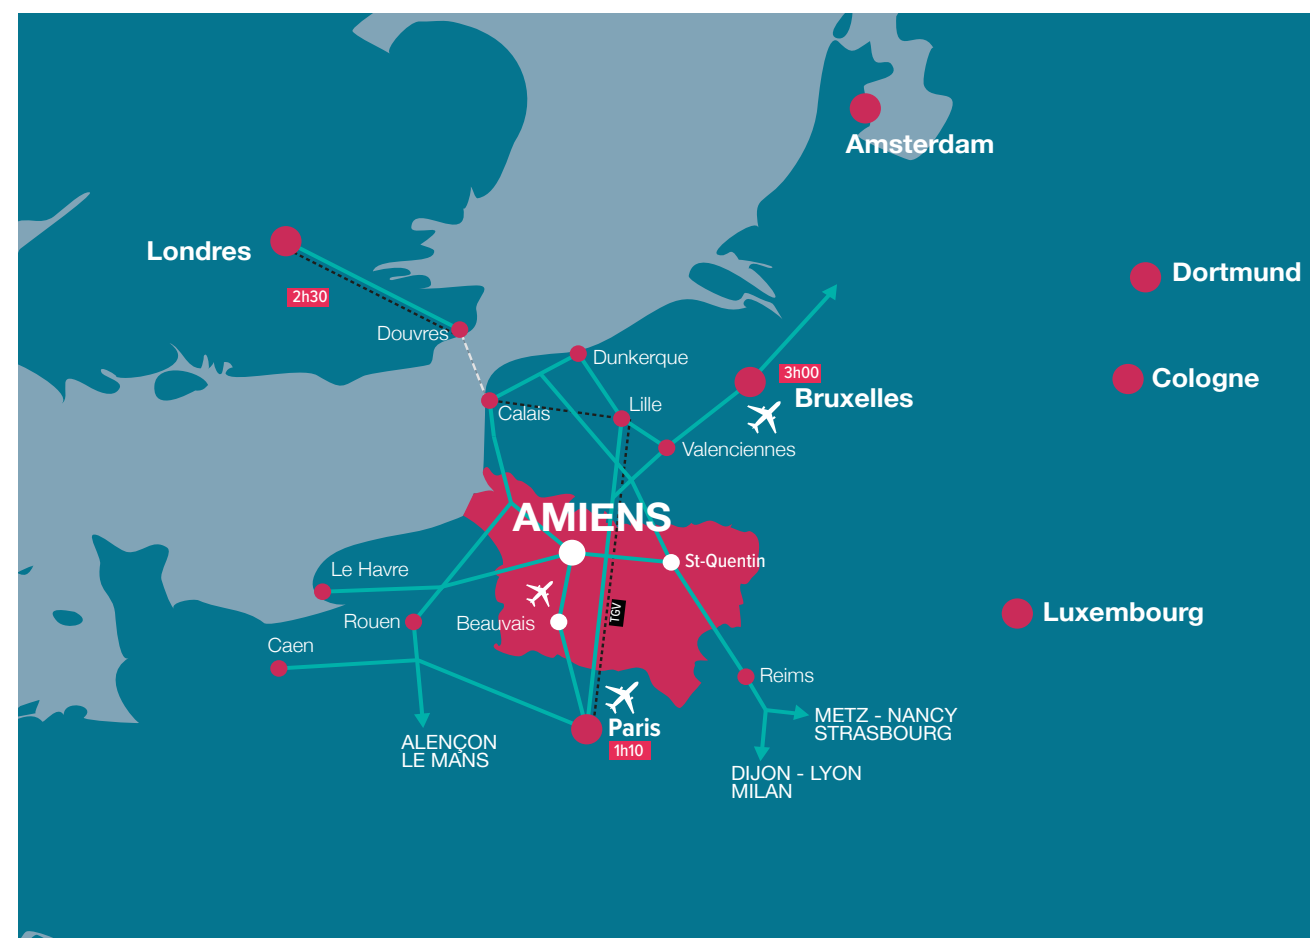 Amsterdam
Londres
2h30
Dortmund
Douvres
Dunkerque
3h00
Bruxelles
Cologne
Calais
Lille
Valenciennes
AMIENS
St-Quentin
Le Havre
TGV
Luxembourg
Rouen
Beauvais
Caen
Reims
Paris
1h10
METZ - NANCY
STRASBOURG
ALENÇON
LE MANS
DIJON - LYON
MILAN